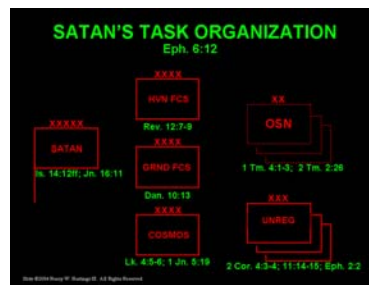 SATAN'S TASK ORGANIZATION
Eph. 6:12
XXXXX
SATAN
Is. 14:12ff; Jn. 16:11
XXXX
HVN FCS
Rev. 12:7-9
XXXX
GRND FCS
Dan. 10:13
XXXX
COSMOS
Lk. 4:5-6; 1 Jn. 5:19
XX
OSN
1 Tm. 4:1-3; 2 Tm. 2:26
XXX
UNREG
2 Cor. 4:3-4; 11:14-15; Eph. 2:2
All Rights Reserved